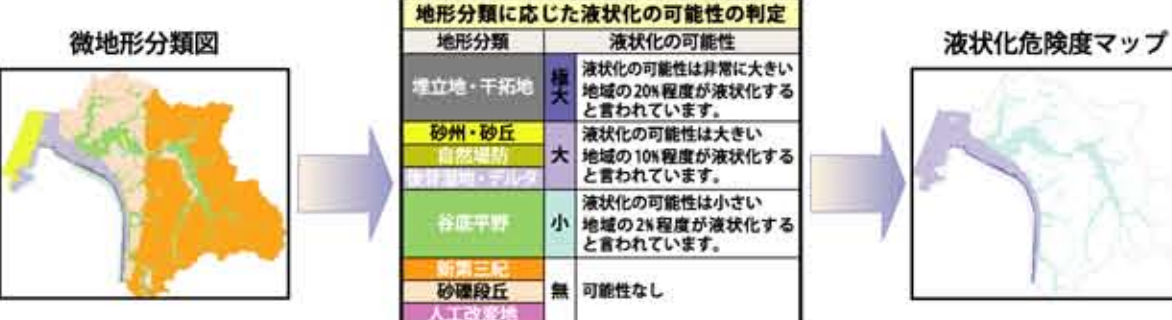 微地形分類図
地形分類に応じた液状化の可能性の判定
地形分類
液状化の可能性
埋立地・干拓地
極大
液状化の可能性は非常に大きい
地域の20%程度が液状化する
と言われています。
砂州・砂丘
自然堤防
後背湿地・デルタ
大
液状化の可能性は大きい
地域の10%程度が液状化する
と言われています。
谷底平野
小
液状化の可能性は小さい
地域の2%程度が液状化する
と言われています。
新第三紀
砂礫段丘
人工改変地
無
可能性なし
液状化危険度マップ